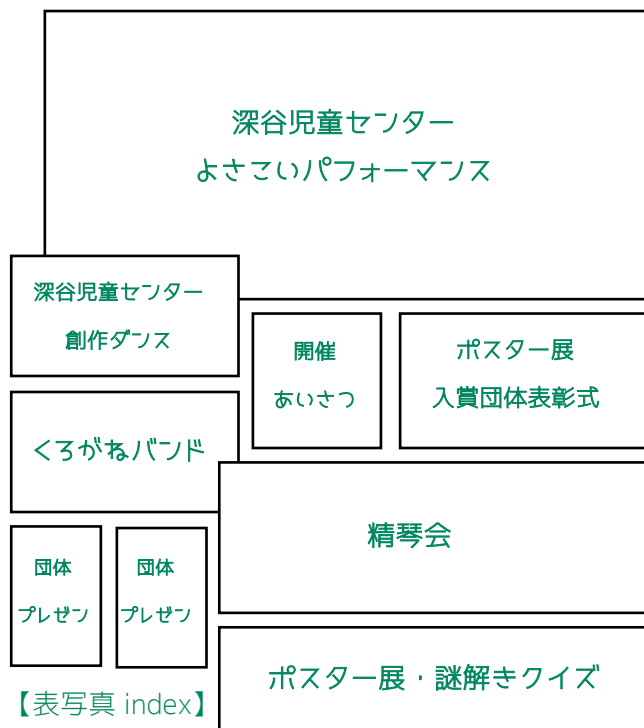 深谷児童センター
よさこいパフォーマンス
深谷児童センター
創作ダンス
開催
あいさつ
ポスター展
入賞団体表彰式
くろがねバンド
精琴会
団体
プレゼン
団体
プレゼン
ポスター展・謎解きクイズ
【表写真 index】